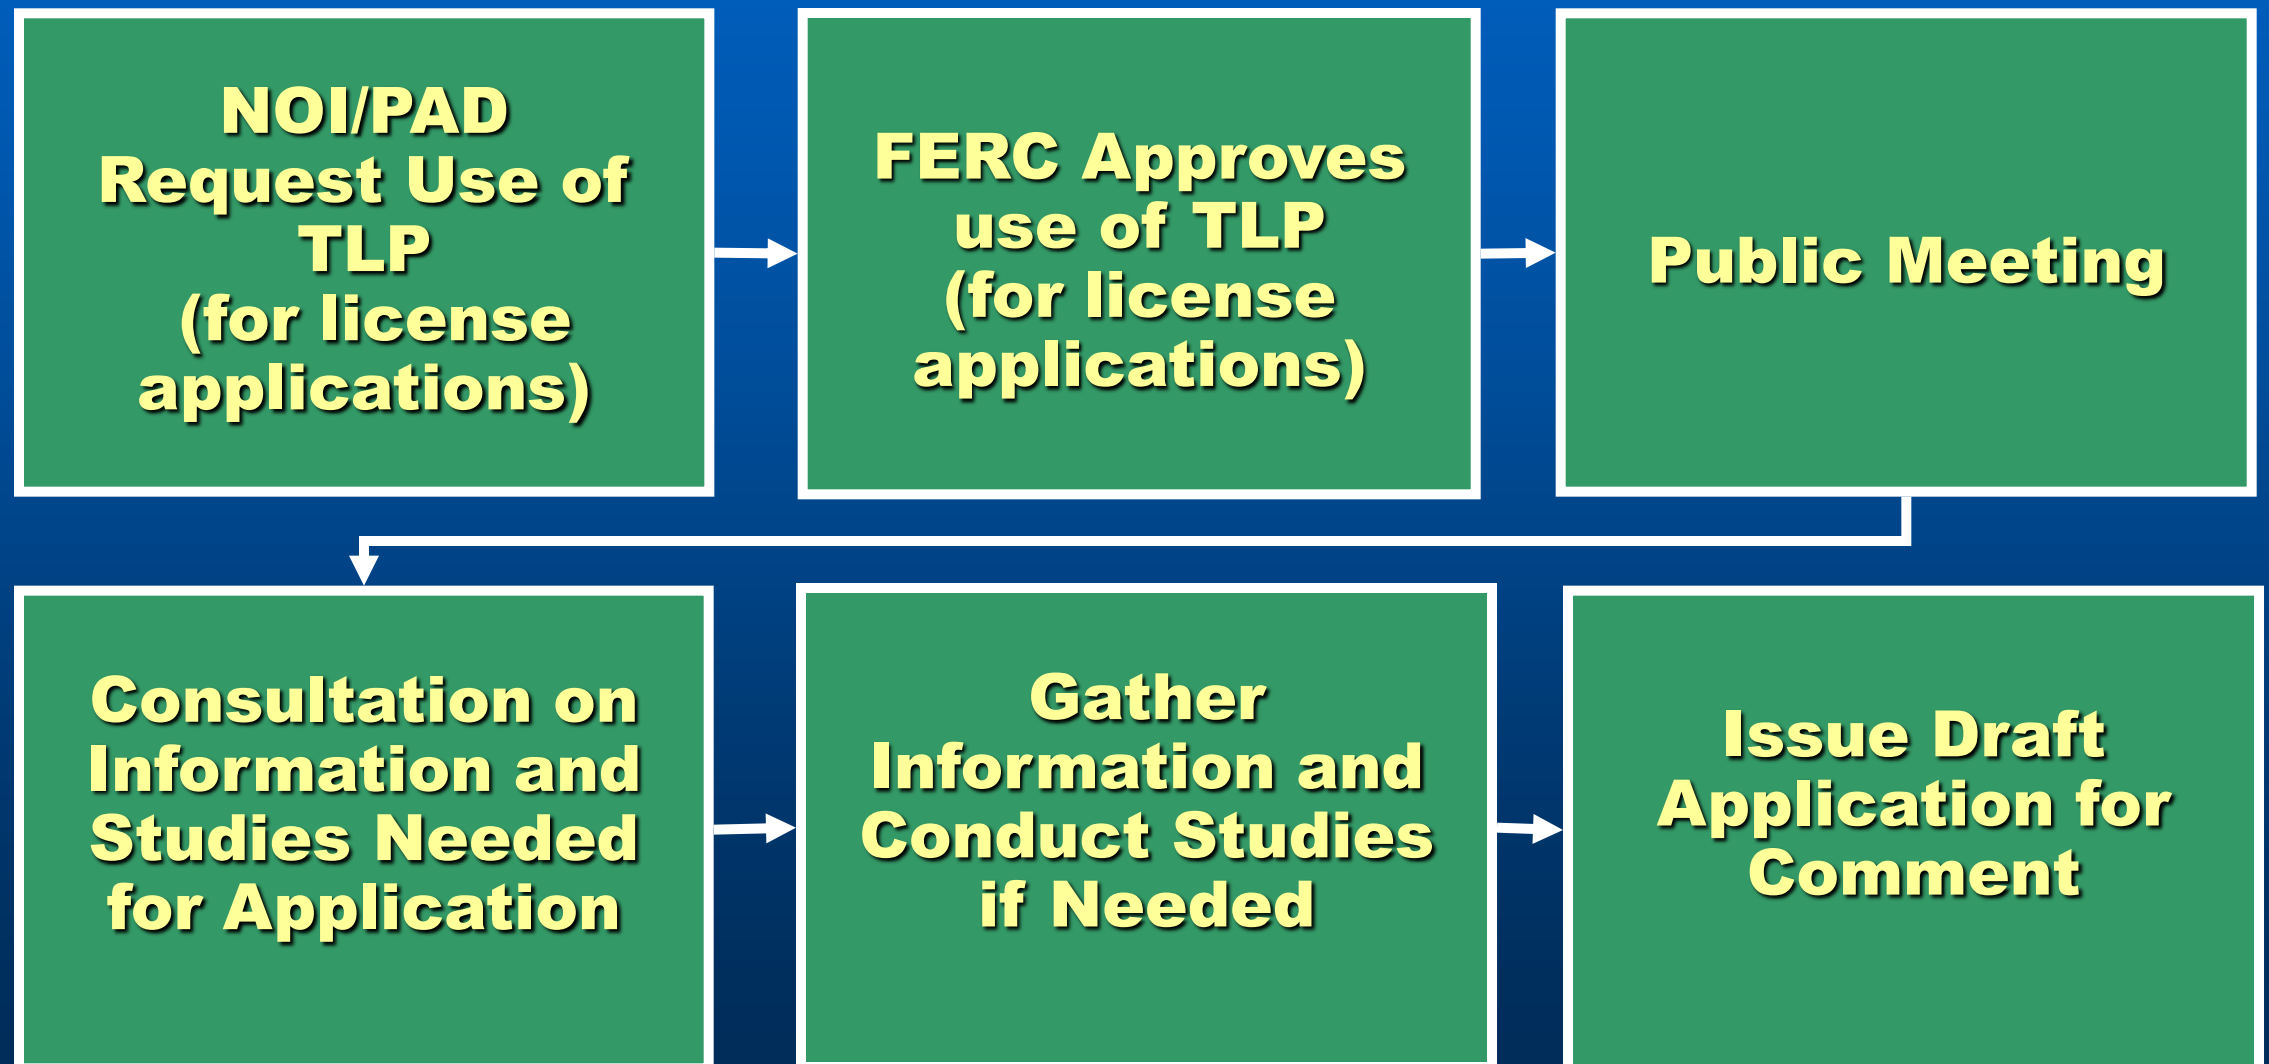 NOI/PAD
Request Use of
TLP
(for license
applications)
FERC Approves
use of TLP
(for license
applications)
Public Meeting
Consultation on
Information and
Studies Needed
for Application
Gather
Information and
Conduct Studies
if Needed
Issue Draft
Application for
Comment